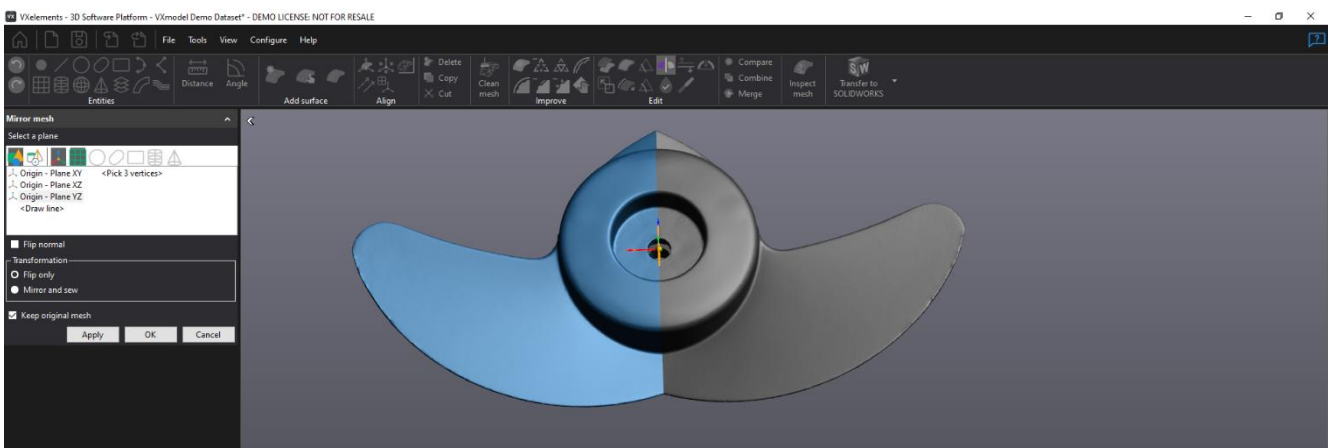 VX VXelements - 3D Software Platform - VXmodel Demo Dataset* - DEMO LICENSE: NOT FOR RESALE
File Tools View Configure Help
Entities
Distance
Angle
Add surface
Align
Delete
Copy
Cut
Clean mesh
Improve
Edit
Compare
Combine
Merge
Inspect mesh
Transfer to SOLIDWORKS
Mirror mesh
Select a plane
Origin - Plane XY <Pick 3 vertices>
Origin - Plane XZ
Origin - Plane YZ
<Draw line>
Flip normal
Transformation
Flip only
Mirror and sew
Keep original mesh
Apply OK Cancel